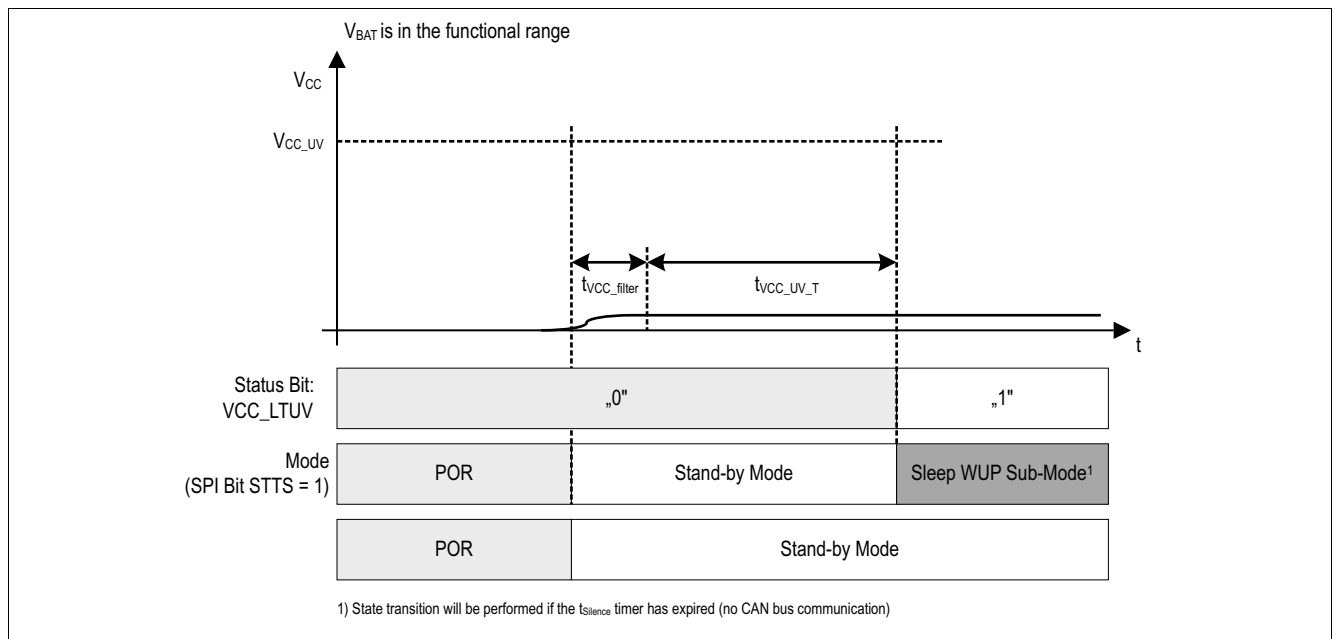 VBAT is in the functional range
VCC
VCC_UV
tVCC_filter
tVCC_UV_T
t
Status Bit:
VCC_LTUV
„0"
„1"
Mode
(SPI Bit STTS = 1)
POR
Stand-by Mode
Sleep WUP Sub-Mode1
POR
Stand-by Mode
1) State transition will be performed if the tSilence timer has expired (no CAN bus communication)